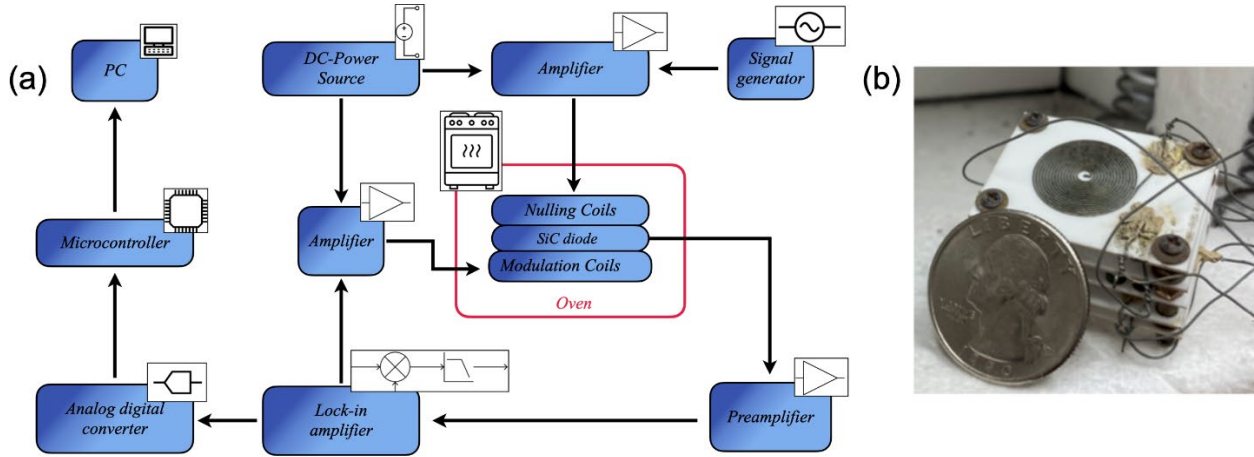 (a)
PC
DC-Power
Source
Amplifier
Signal
generator
Microcontroller
Amplifier
Nulling Coils
SiC diode
Modulation Coils
Oven
Analog digital
converter
Lock-in
amplifier
Preamplifier
(b)
LIBERTY